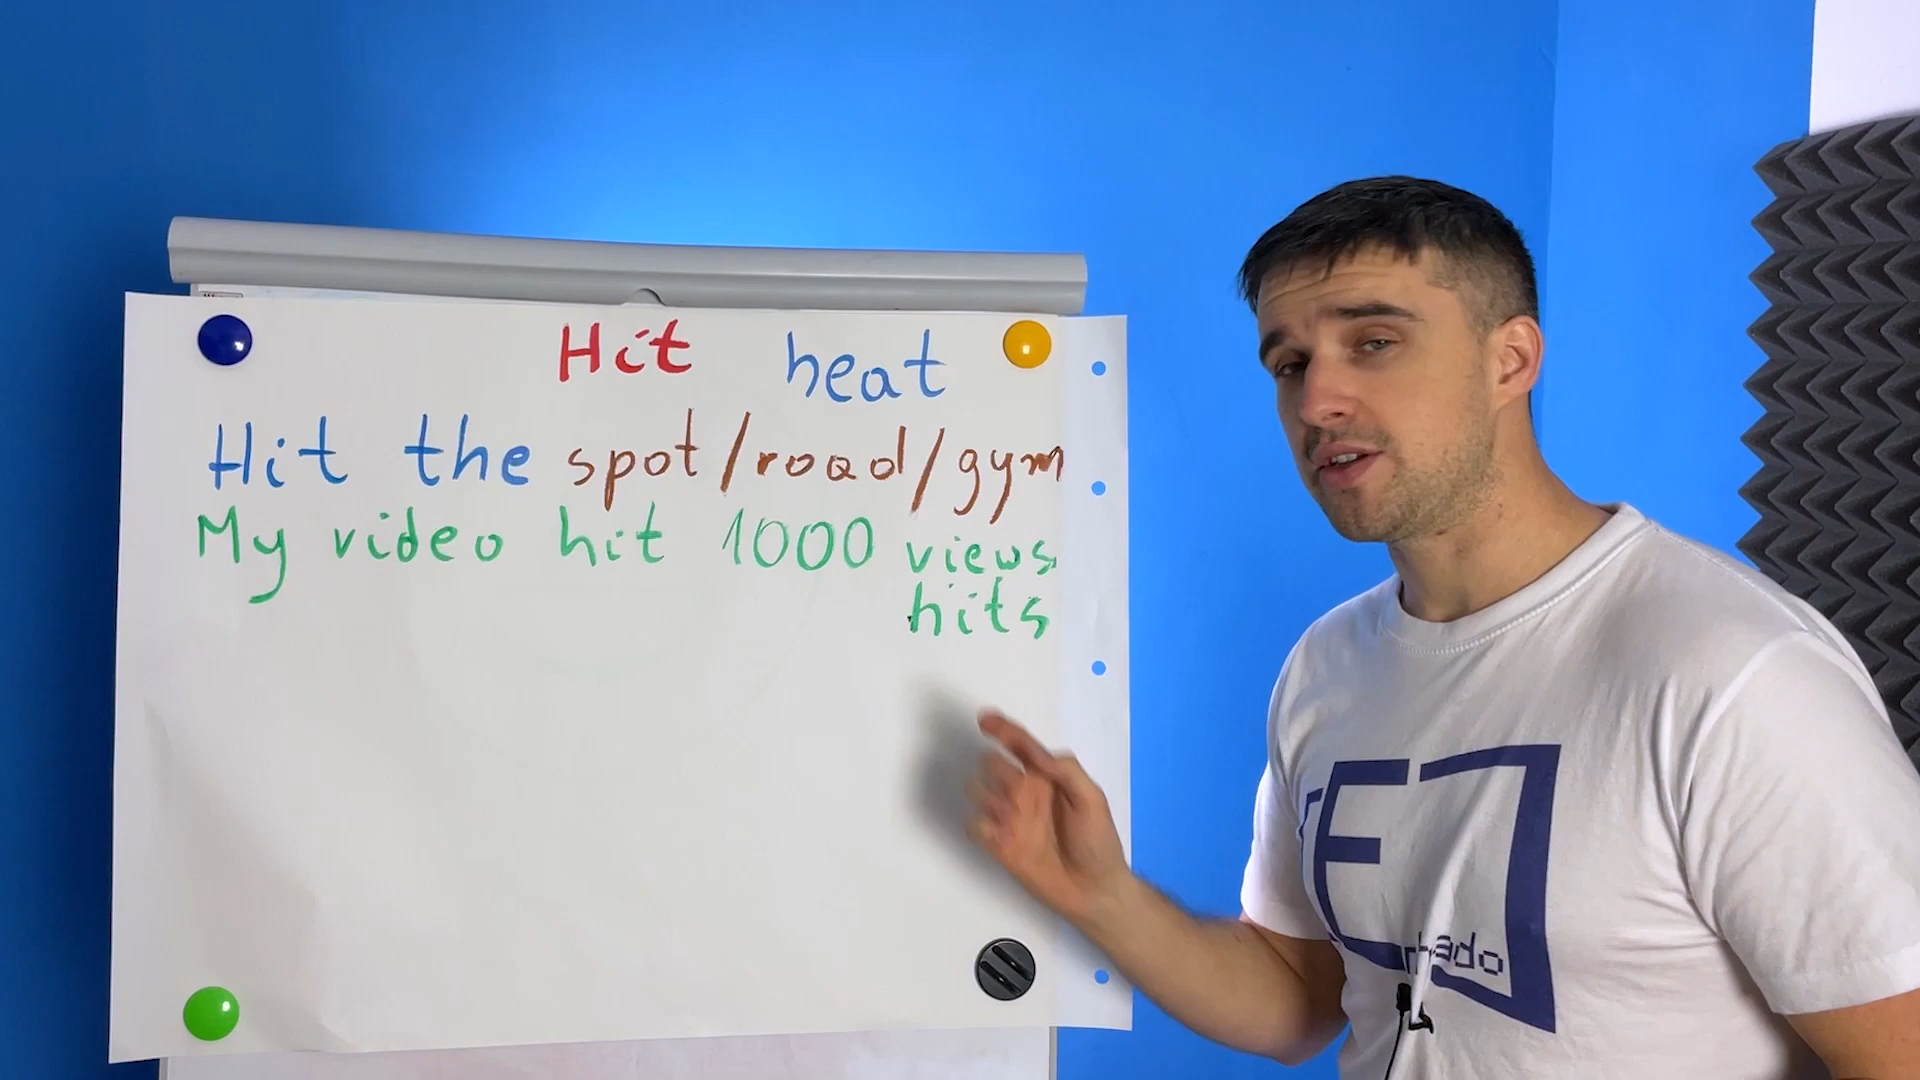 Hit heat
Hit the spot/road/gym
My video hit 1000 views
hits